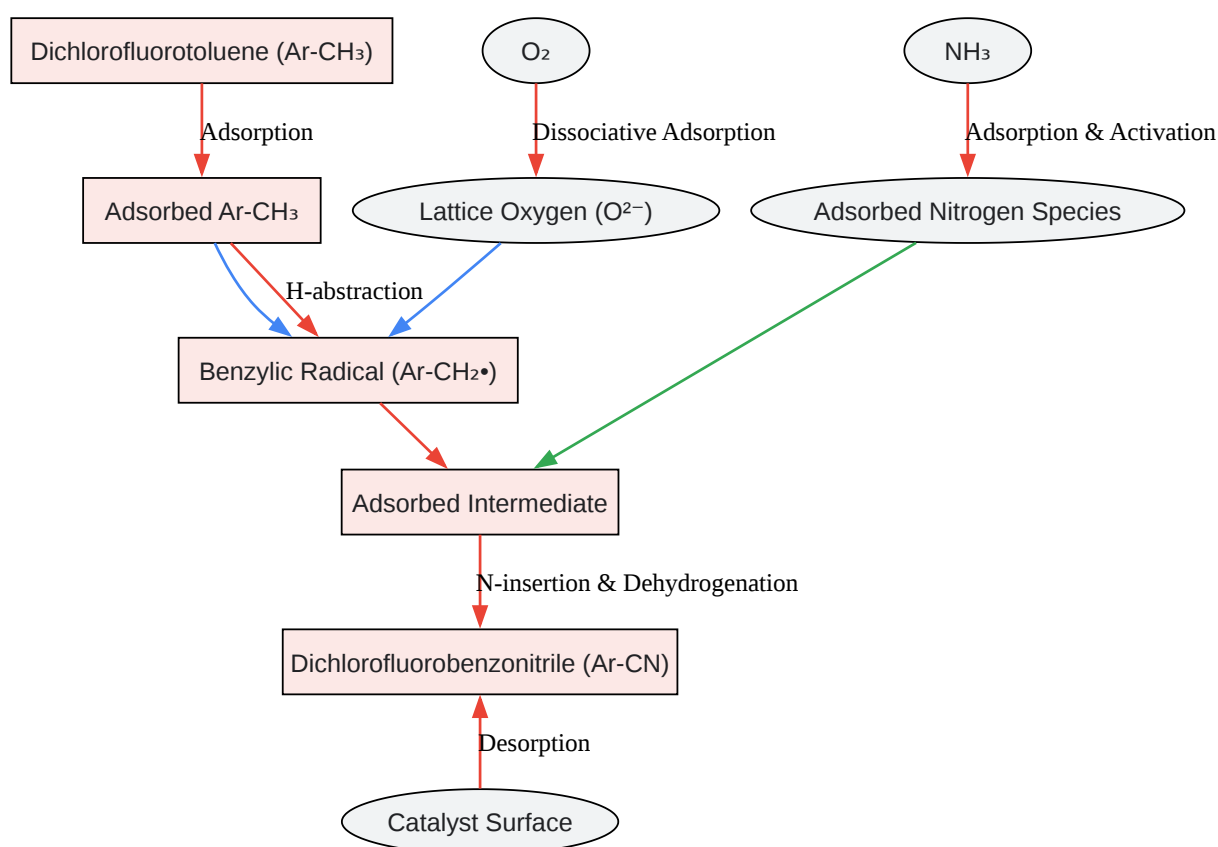 Dichlorofluorotoluene (Ar-CH₃)
O₂
NH₃
Adsorption
Dissociative Adsorption
Adsorption & Activation
Adsorbed Ar-CH₃
Lattice Oxygen (O²⁻)
Adsorbed Nitrogen Species
H-abstraction
Benzylic Radical (Ar-CH₂•)
Adsorbed Intermediate
N-insertion & Dehydrogenation
Dichlorofluorobenzonitrile (Ar-CN)
Desorption
Catalyst Surface